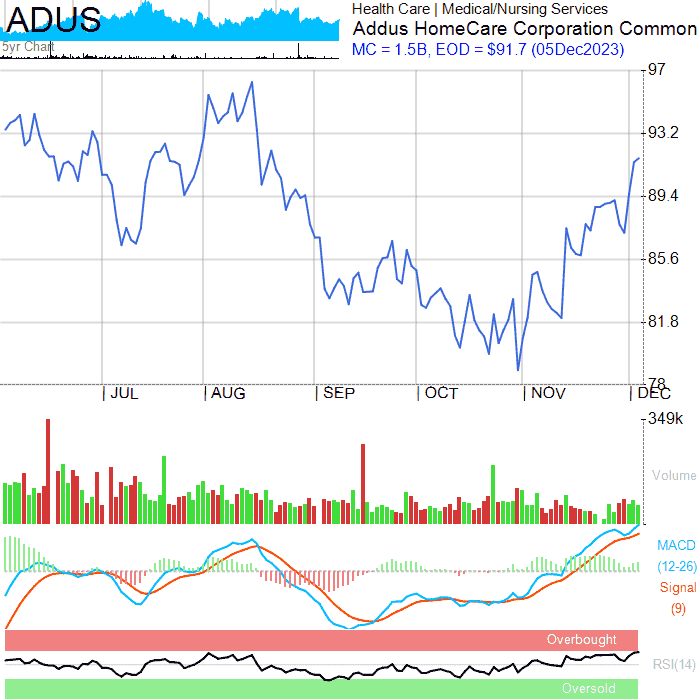 ADUS
5yr Chart
Health Care | Medical/Nursing Services
Addus HomeCare Corporation Common
MC = 1.5B, EOD = $91.7 (05Dec2023)
97
93.2
89.4
85.6
81.8
78
| JUL | AUG | SEP | OCT | NOV | DEC
349k
Volume
MACD
(12-26)
Signal
(9)
Overbought
RSI(14)
Oversold